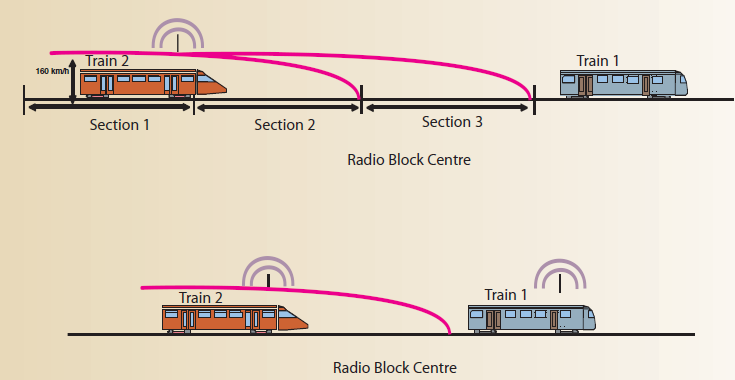 Train 2
Train 1
160 km/h
Section 1
Section 2
Section 3
Radio Block Centre
Train 2
Train 1
Radio Block Centre